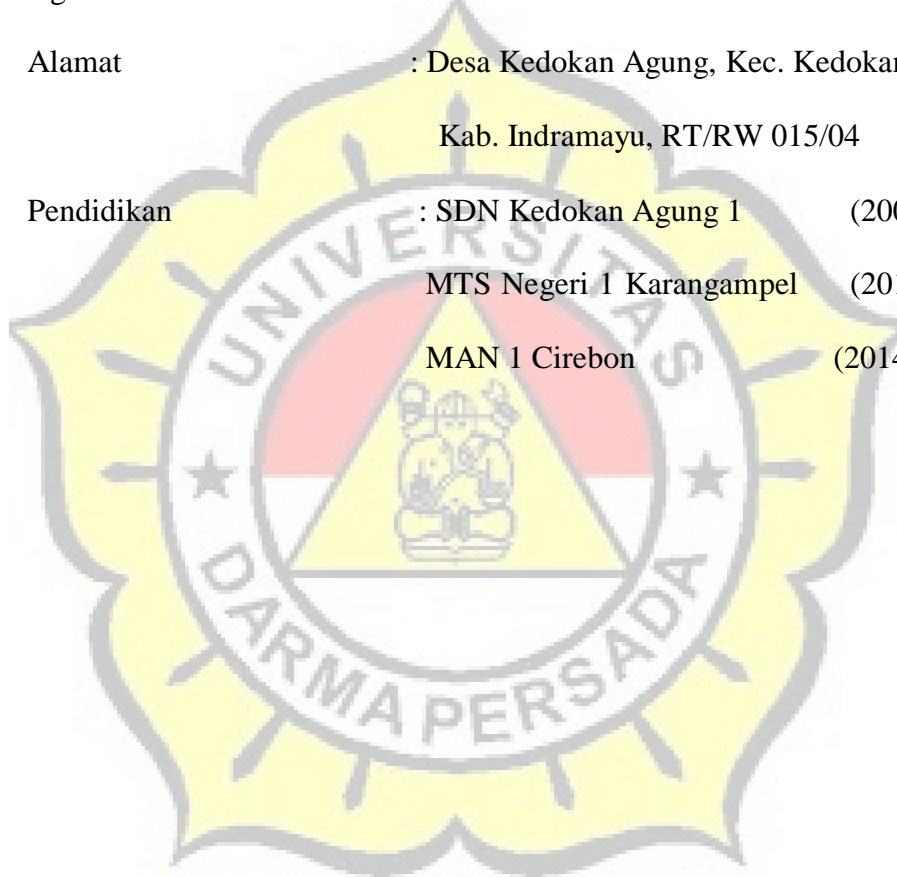 Alamat : Desa Kedokan Agung, Kec.
Kab. Indramayu, RT/RW 015/04
Pendidikan : SDN Kedokan Agung 1
MTS Negeri 1 Karangampel
MAN 1 Cirebon (2014
UNIVERSITAS
DARMA PERSADA